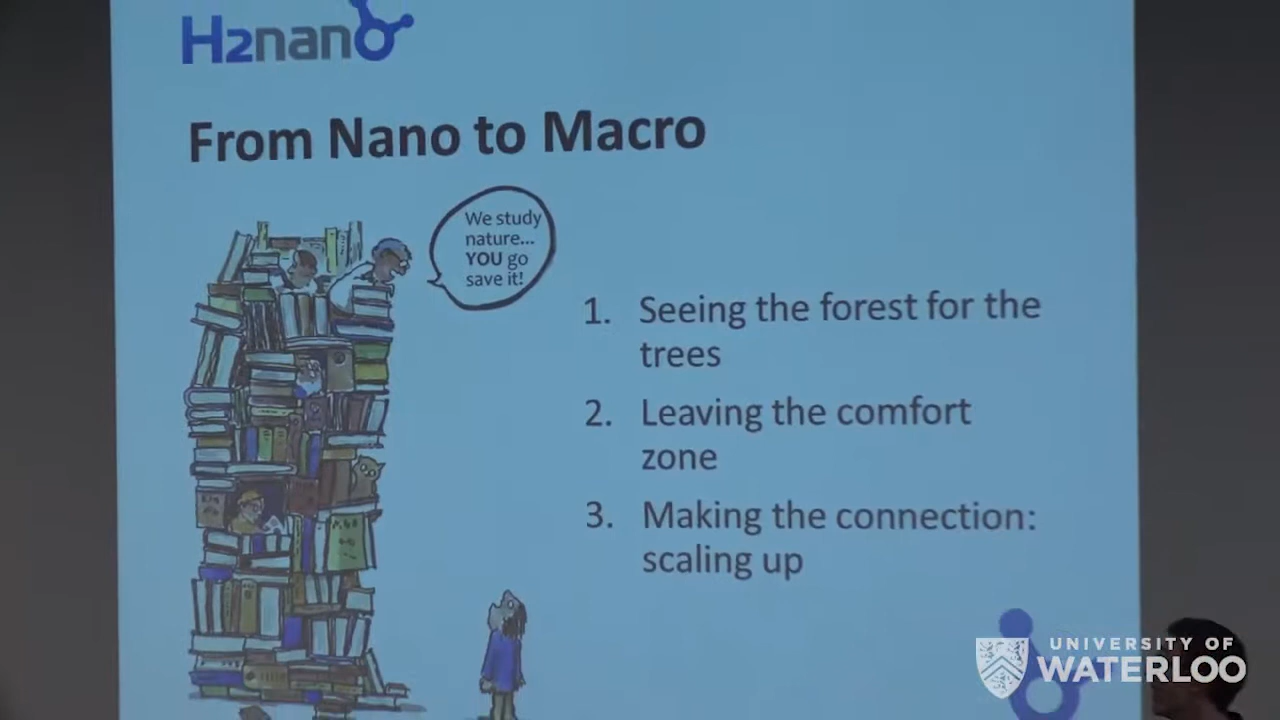 H2nano
From Nano to Macro
We study
nature...
YOU go
save it!
1. Seeing the forest for the
trees
2. Leaving the comfort
zone
3. Making the connection:
scaling up
UNIVERSITY OF
WATERLOO